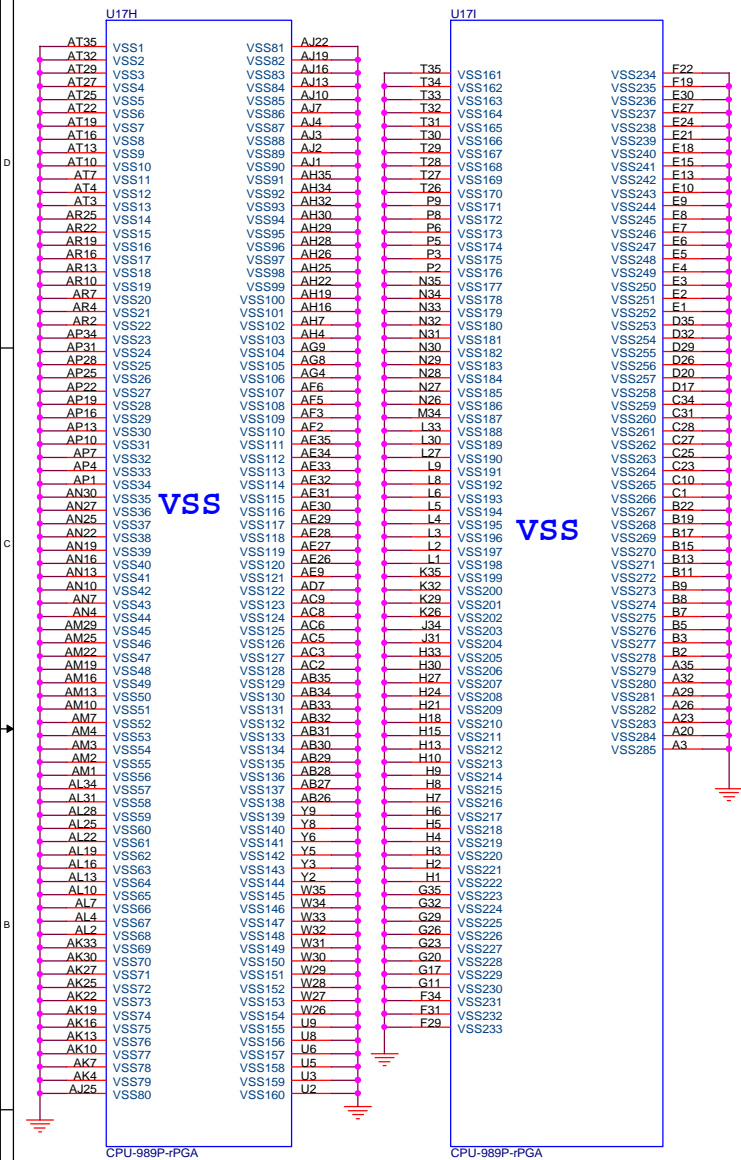 U17H
AT35 VSS1 VSS81 AJ22
AT32 VSS2 VSS82 AJ19
AT29 VSS3 VSS83 AJ16
AT27 VSS4 VSS84 AJ13
AT25 VSS5 VSS85 AJ10
AT22 VSS6 VSS86 AJ7
AT19 VSS7 VSS87 AJ4
AT16 VSS8 VSS88 AJ3
AT13 VSS9 VSS89 AJ2
AT10 VSS10 VSS90 AJ1
AT7 VSS11 VSS91 AH35
AT4 VSS12 VSS92 AH34
AT3 VSS13 VSS93 AH32
AR25 VSS14 VSS94 AH30
AR22 VSS15 VSS95 AH29
AR19 VSS16 VSS96 AH28
AR16 VSS17 VSS97 AH26
AR13 VSS18 VSS98 AH25
AR10 VSS19 VSS99 AH22
AR7 VSS20 VSS100 AH19
AR4 VSS21 VSS101 AH16
AR2 VSS22 VSS102 AH7
AP34 VSS23 VSS103 AH4
AP31 VSS24 VSS104 AG9
AP28 VSS25 VSS105 AG8
AP25 VSS26 VSS106 AG4
AP22 VSS27 VSS107 AF6
AP19 VSS28 VSS108 AF5
AP16 VSS29 VSS109 AF3
AP13 VSS30 VSS110 AF2
AP10 VSS31 VSS111 AE35
AP7 VSS32 VSS112 AE34
AP4 VSS33 VSS113 AE33
AP1 VSS34 VSS114 AE32
AN30 VSS35 VSS115 AE31
VSS
AN27 VSS36 VSS116 AE30
AN25 VSS37 VSS117 AE29
AN22 VSS38 VSS118 AE28
AN19 VSS39 VSS119 AE27
AN16 VSS40 VSS120 AE26
AN13 VSS41 VSS121 AE9
AN10 VSS42 VSS122 AD7
AN7 VSS43 VSS123 AC9
AN4 VSS44 VSS124 AC8
AM29 VSS45 VSS125 AC6
AM25 VSS46 VSS126 AC5
AM22 VSS47 VSS127 AC3
AM19 VSS48 VSS128 AC2
AM16 VSS49 VSS129 AB35
AM13 VSS50 VSS130 AB34
AM10 VSS51 VSS131 AB33
AM7 VSS52 VSS132 AB32
AM4 VSS53 VSS133 AB31
AM3 VSS54 VSS134 AB30
AM2 VSS55 VSS135 AB29
AM1 VSS56 VSS136 AB28
AL34 VSS57 VSS137 AB27
AL31 VSS58 VSS138 AB26
AL28 VSS59 VSS139 Y9
AL25 VSS60 VSS140 Y8
AL22 VSS61 VSS141 Y6
AL19 VSS62 VSS142 Y5
AL16 VSS63 VSS143 Y3
AL13 VSS64 VSS144 Y2
AL10 VSS65 VSS145 W35
AL7 VSS66 VSS146 W34
AL4 VSS67 VSS147 W33
AL2 VSS68 VSS148 W32
AK33 VSS69 VSS149 W31
AK30 VSS70 VSS150 W30
AK27 VSS71 VSS151 W29
AK25 VSS72 VSS152 W28
AK22 VSS73 VSS153 W27
AK19 VSS74 VSS154 W26
AK16 VSS75 VSS155 U9
AK13 VSS76 VSS156 U8
AK10 VSS77 VSS157 U6
AK7 VSS78 VSS158 U5
AK4 VSS79 VSS159 U3
AJ25 VSS80 VSS160 U2
CPU-989P-rPGA
U17I
T35 VSS161 VSS234 F22
T34 VSS162 VSS235 F19
T33 VSS163 VSS236 E30
T32 VSS164 VSS237 E27
T31 VSS165 VSS238 E24
T30 VSS166 VSS239 E21
T29 VSS167 VSS240 E18
T28 VSS168 VSS241 E15
T27 VSS169 VSS242 E13
T26 VSS170 VSS243 E10
P9 VSS171 VSS244 E9
P8 VSS172 VSS245 E8
P6 VSS173 VSS246 E7
P5 VSS174 VSS247 E6
P3 VSS175 VSS248 E5
P2 VSS176 VSS249 E4
N35 VSS177 VSS250 E3
N34 VSS178 VSS251 E2
N33 VSS179 VSS252 E1
N32 VSS180 VSS253 D35
N31 VSS181 VSS254 D32
N30 VSS182 VSS255 D29
N29 VSS183 VSS256 D26
N28 VSS184 VSS257 D20
N27 VSS185 VSS258 D17
N26 VSS186 VSS259 C34
M34 VSS187 VSS260 C31
L33 VSS188 VSS261 C28
L30 VSS189 VSS262 C27
L27 VSS190 VSS263 C25
L9 VSS191 VSS264 C23
L8 VSS192 VSS265 C10
L6 VSS193 VSS266 C1
L5 VSS194 VSS267 B22
L4 VSS195 VSS268 B19
VSS
L3 VSS196 VSS269 B17
L2 VSS197 VSS270 B15
L1 VSS198 VSS271 B13
K35 VSS199 VSS272 B11
K32 VSS200 VSS273 B9
K29 VSS201 VSS274 B8
K26 VSS202 VSS275 B7
J34 VSS203 VSS276 B5
J31 VSS204 VSS277 B3
H33 VSS205 VSS278 B2
H30 VSS206 VSS279 A35
H27 VSS207 VSS280 A32
H24 VSS208 VSS281 A29
H21 VSS209 VSS282 A26
H18 VSS210 VSS283 A23
H15 VSS211 VSS284 A20
H13 VSS212 VSS285 A3
H10 VSS213
H9 VSS214
H8 VSS215
H7 VSS216
H6 VSS217
H5 VSS218
H4 VSS219
H3 VSS220
H2 VSS221
H1 VSS222
G35 VSS223
G32 VSS224
G29 VSS225
G26 VSS226
G23 VSS227
G20 VSS228
G17 VSS229
G11 VSS230
F34 VSS231
F31 VSS232
F29 VSS233
CPU-989P-rPGA
D
C
B